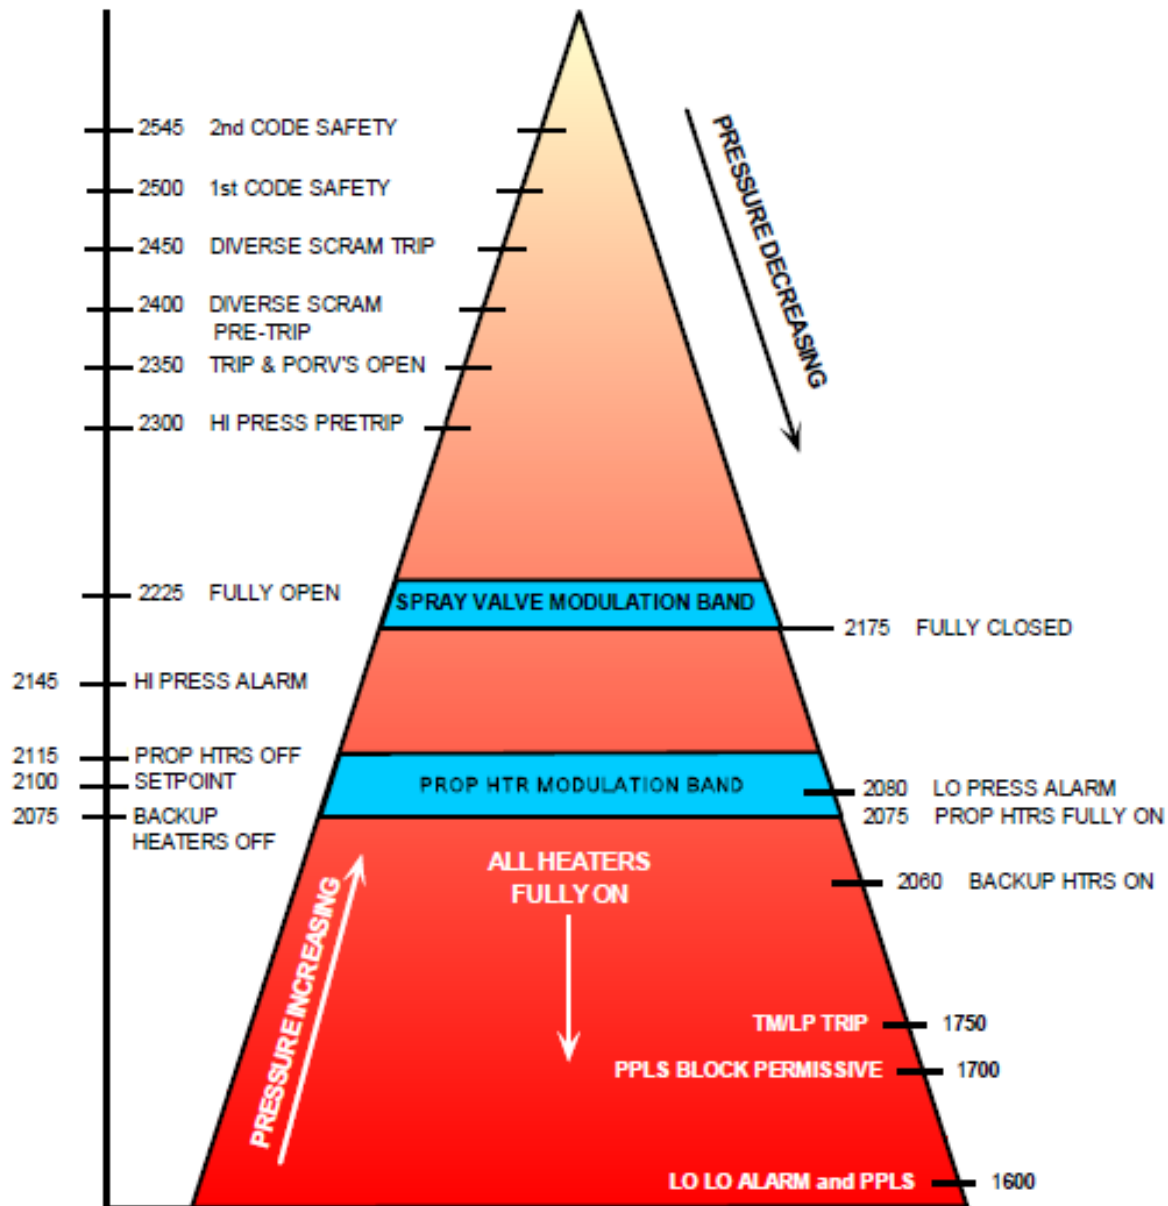 2545 2nd CODE SAFETY
2500 1st CODE SAFETY
2450 DIVERSE SCRAM TRIP
2400 DIVERSE SCRAM
PRE-TRIP
2350 TRIP & PORV'S OPEN
2300 HI PRESS PRETRIP
PRESSURE DECREASING
2225 FULLY OPEN
SPRAY VALVE MODULATION BAND
2175 FULLY CLOSED
2145 HI PRESS ALARM
2115 PROP HTRS OFF
2100 SETPOINT
2075 BACKUP
HEATERS OFF
PROP HTR MODULATION BAND
2080 LO PRESS ALARM
2075 PROP HTRS FULLY ON
ALL HEATERS
FULLY ON
2060 BACKUP HTRS ON
PRESSURE INCREASING
TM/LP TRIP 1750
PPLS BLOCK PERMISSIVE 1700
LO LO ALARM and PPLS 1600